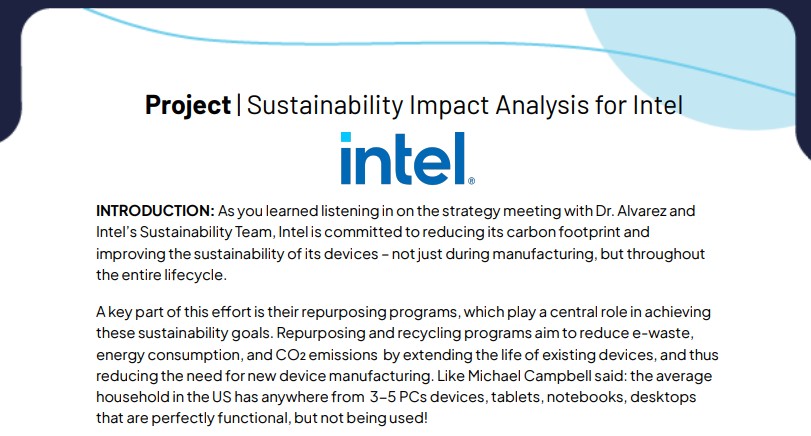 Project | Sustainability Impact Analysis for Intel
intel®
INTRODUCTION: As you learned listening in on the strategy meeting with Dr. Alvarez and
Intel's Sustainability Team, Intel is committed to reducing its carbon footprint and
improving the sustainability of its devices – not just during manufacturing, but throughout
the entire lifecycle.
A key part of this effort is their repurposing programs, which play a central role in achieving
these sustainability goals. Repurposing and recycling programs aim to reduce e-waste,
energy consumption, and CO₂ emissions by extending the life of existing devices, and thus
reducing the need for new device manufacturing. Like Michael Campbell said: the average
household in the US has anywhere from 3–5 PCs devices, tablets, notebooks, desktops
that are perfectly functional, but not being used!